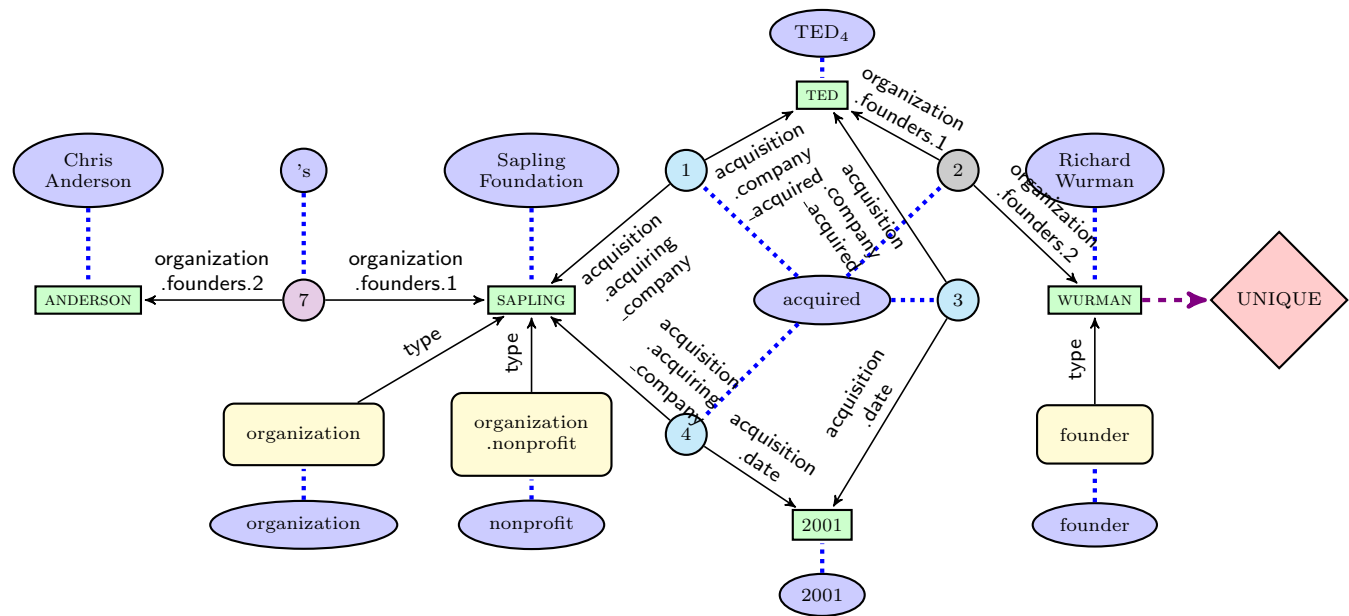 TED4
TED
organization
.founders.1
Chris
Anderson
's
Sapling
Foundation
1
acquisition
.company
_acquired
acquisition
.company
_acquired
2
Richard
Wurman
organization
.founders.2
organization
.founders.2
organization
.founders.1
acquisition
.acquiring
_company
ANDERSON
7
SAPLING
acquired
3
WURMAN
UNIQUE
type
type
acquisition
.acquiring
_company
acquisition
.date
type
organization
organization
.nonprofit
4
acquisition
.date
founder
organization
nonprofit
2001
founder
2001